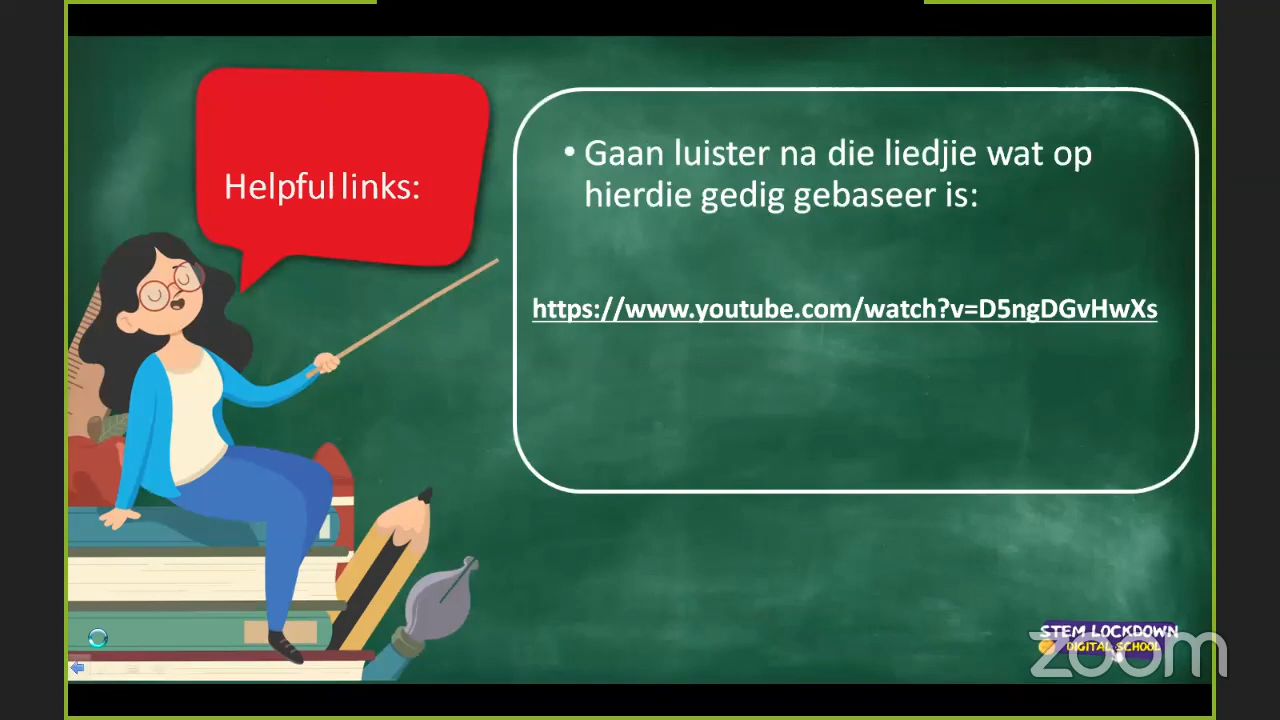 Helpful links:
• Gaan luister na die liedjie wat op
hierdie gedig gebaseer is:
https://www.youtube.com/watch?v=D5ngDGvHwXs
STEM LOCKDOWN
DIGITAL SCHOOL
zoom